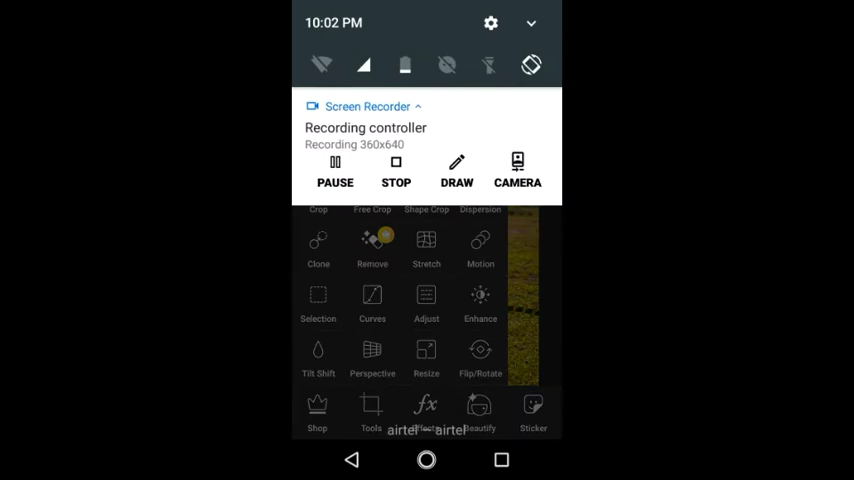 10:02 PM
Screen Recorder
Recording controller
Recording 360x640
PAUSE STOP DRAW CAMERA
Crop Free Crop Shape Crop Dispersion
Clone Remove Stretch Motion
Selection Curves Adjust Enhance
Tilt Shift Perspective Resize Flip/Rotate
Shop Tools Effects Beautify Sticker
airtel — airtel